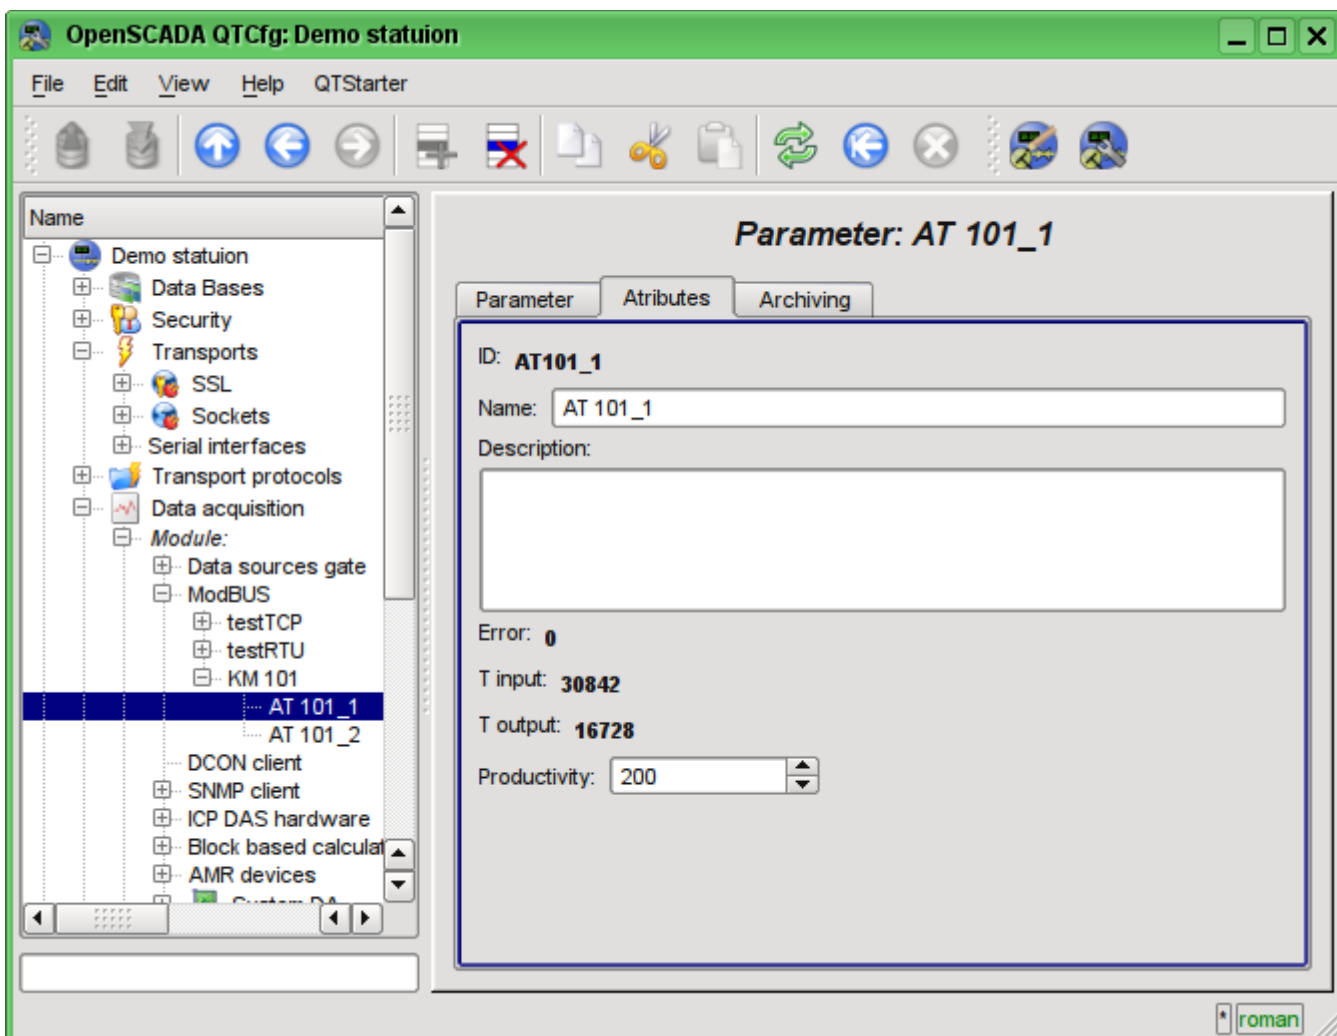 OpenSCADA QTCfg: Demo statuion
File Edit View Help QTStarter
Name
Demo statuion
Data Bases
Security
Transports
SSL
Sockets
Serial interfaces
Transport protocols
Data acquisition
Module:
Data sources gate
ModBUS
testTCP
testRTU
KM 101
AT 101_1
AT 101_2
DCON client
SNMP client
ICP DAS hardware
Block based calculat
AMR devices
System DA
Parameter: AT 101_1
Parameter Atributes Archiving
ID: AT101_1
Name: AT 101_1
Description:
Error: 0
T input: 30842
T output: 16728
Productivity: 200
* roman